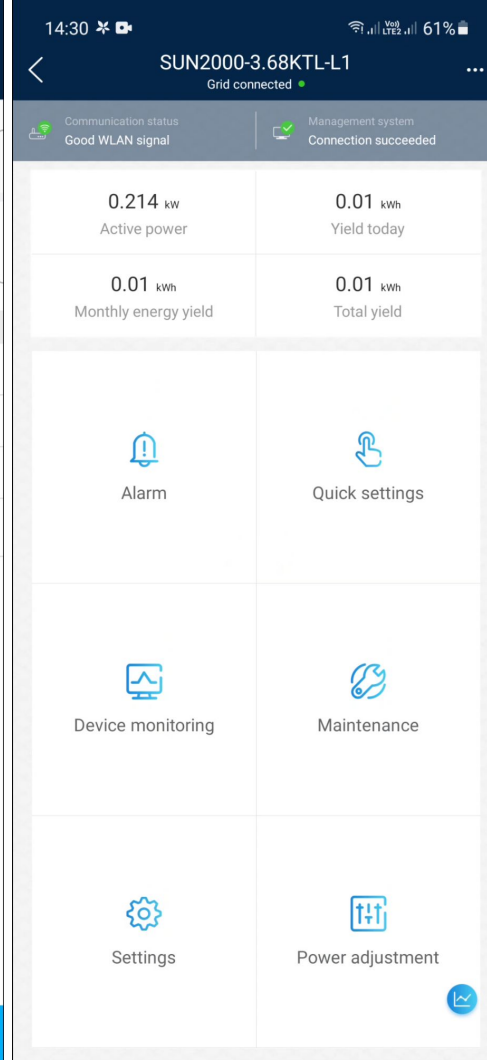 14:30 61%
SUN2000-3.68KTL-L1
Grid connected
Communication status
Good WLAN signal
Management system
Connection succeeded
0.214 kW
Active power
0.01 kWh
Yield today
0.01 kWh
Monthly energy yield
0.01 kWh
Total yield
Alarm
Quick settings
Device monitoring
Maintenance
Settings
Power adjustment